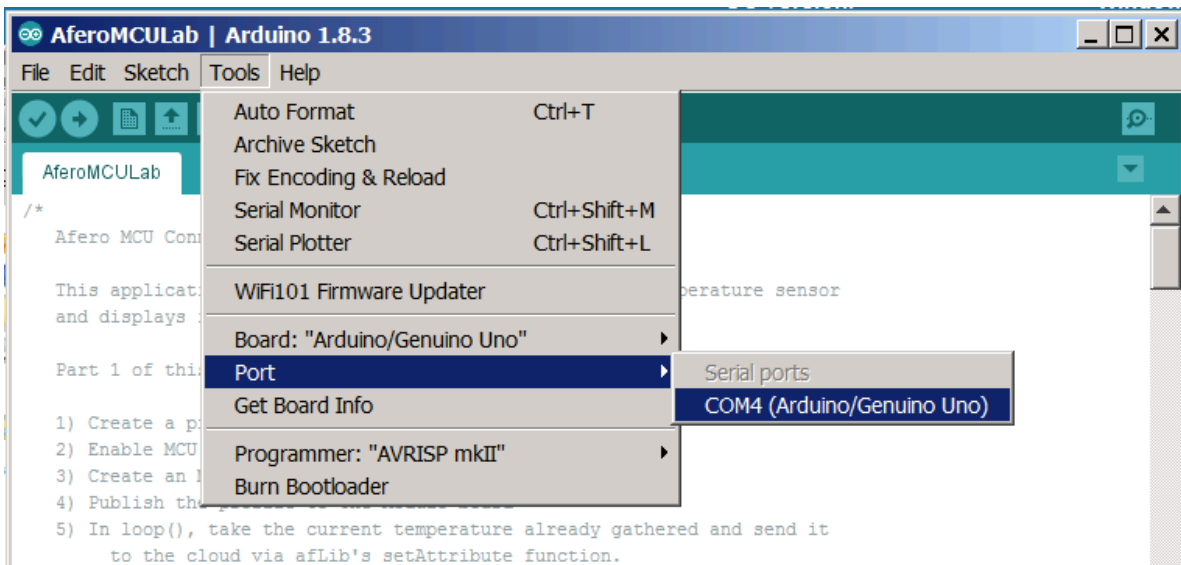 AferoMCULab | Arduino 1.8.3
File Edit Sketch Tools Help
Auto Format Ctrl+T
Archive Sketch
Fix Encoding & Reload
Serial Monitor Ctrl+Shift+M
Serial Plotter Ctrl+Shift+L
WiFi101 Firmware Updater
Board: "Arduino/Genuino Uno"
Port
Get Board Info
Programmer: "AVRISP mkII"
Burn Bootloader
Serial ports
COM4 (Arduino/Genuino Uno)
AferoMCULab
/*
Afero MCU
This perature sensor
and displays
Part 1 of
1) Create a
2) Enable MCU
3) Create an
4) Publish
5) In loop(), take the current temperature already gathered and send it
to the cloud via afLib's setAttribute function.